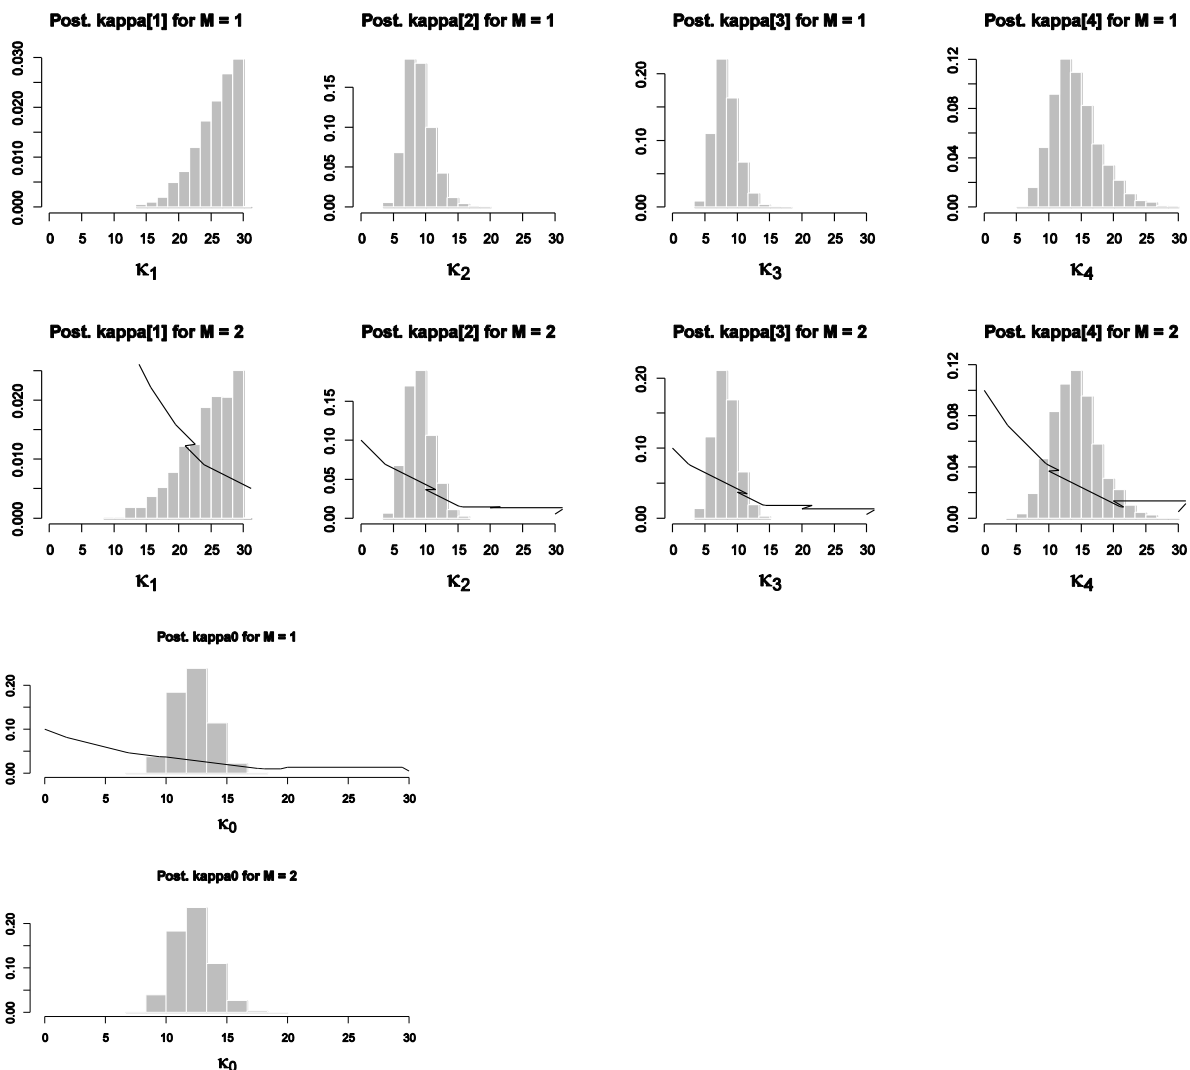 Post. kappa[1] for M = 1
Post. kappa[2] for M = 1
Post. kappa[3] for M = 1
Post. kappa[4] for M = 1
0.000 0.010 0.020 0.030
0.00 0.05 0.10 0.15
0.00 0.10 0.20
0.00 0.04 0.08 0.12
0 5 10 15 20 25 30
0 5 10 15 20 25 30
0 5 10 15 20 25 30
0 5 10 15 20 25 30
κ1
κ2
κ3
κ4
Post. kappa[1] for M = 2
Post. kappa[2] for M = 2
Post. kappa[3] for M = 2
Post. kappa[4] for M = 2
0.000 0.010 0.020
0.00 0.05 0.10 0.15
0.00 0.10 0.20
0.00 0.04 0.08 0.12
0 5 10 15 20 25 30
0 5 10 15 20 25 30
0 5 10 15 20 25 30
0 5 10 15 20 25 30
κ1
κ2
κ3
κ4
Post. kappa0 for M = 1
0.00 0.10 0.20
0 5 10 15 20 25 30
κ0
Post. kappa0 for M = 2
0.00 0.10 0.20
0 5 10 15 20 25 30
κ0